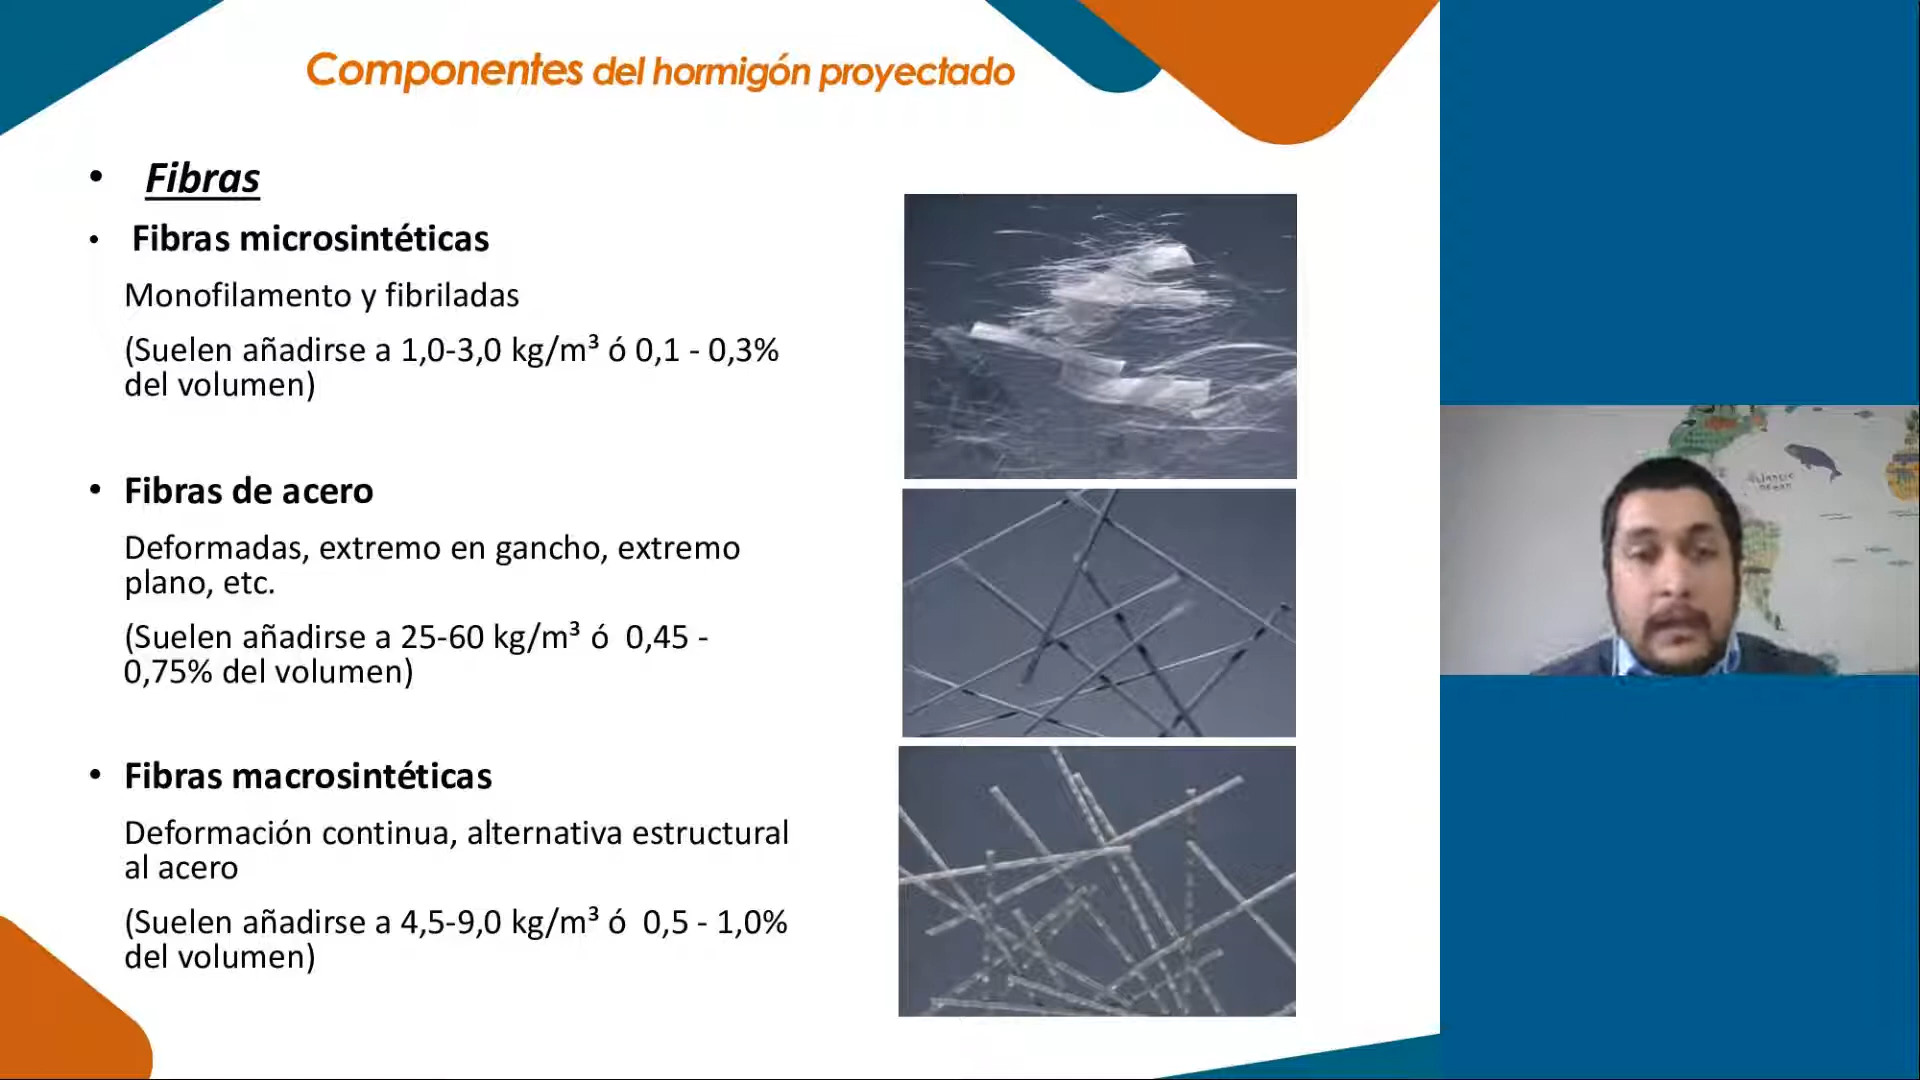 Componentes del hormigón proyectado
• Fibras
• Fibras microsintéticas
Monofilamento y fibriladas
(Suelen añadirse a 1,0-3,0 kg/m³ ó 0,1 - 0,3%
del volumen)
• Fibras de acero
Deformadas, extremo en gancho, extremo
plano, etc.
(Suelen añadirse a 25-60 kg/m³ ó 0,45 -
0,75% del volumen)
• Fibras macrosintéticas
Deformación continua, alternativa estructural
al acero
(Suelen añadirse a 4,5-9,0 kg/m³ ó 0,5 - 1,0%
del volumen)
Atlantic
ocean